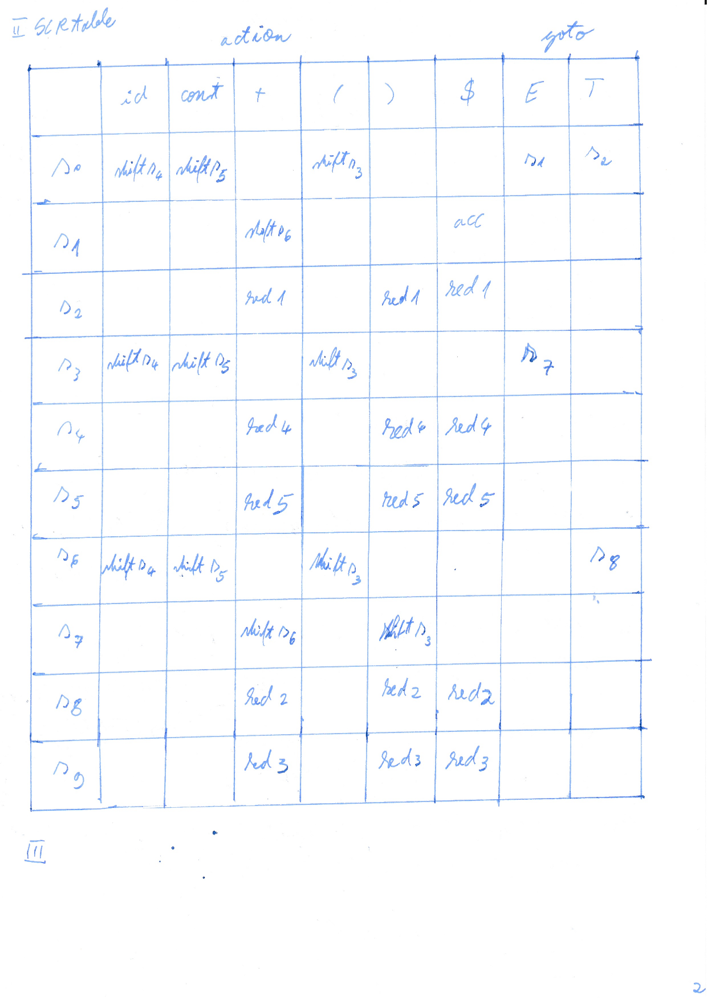 II SLR table
action goto
id const + ( ) $ E T
s0 shift s4 shift s5 shift s3 s1 s2
s1 shift s6 acc
s2 red 1 red 1 red 1
s3 shift s4 shift s5 shift s3 s7
s4 red 4 red 4 red 4
s5 red 5 red 5 red 5
s6 shift s4 shift s5 shift s3 s8
s7 shift s6 shift s3
s8 red 2 red 2 red 2
s9 red 3 red 3 red 3
III
2